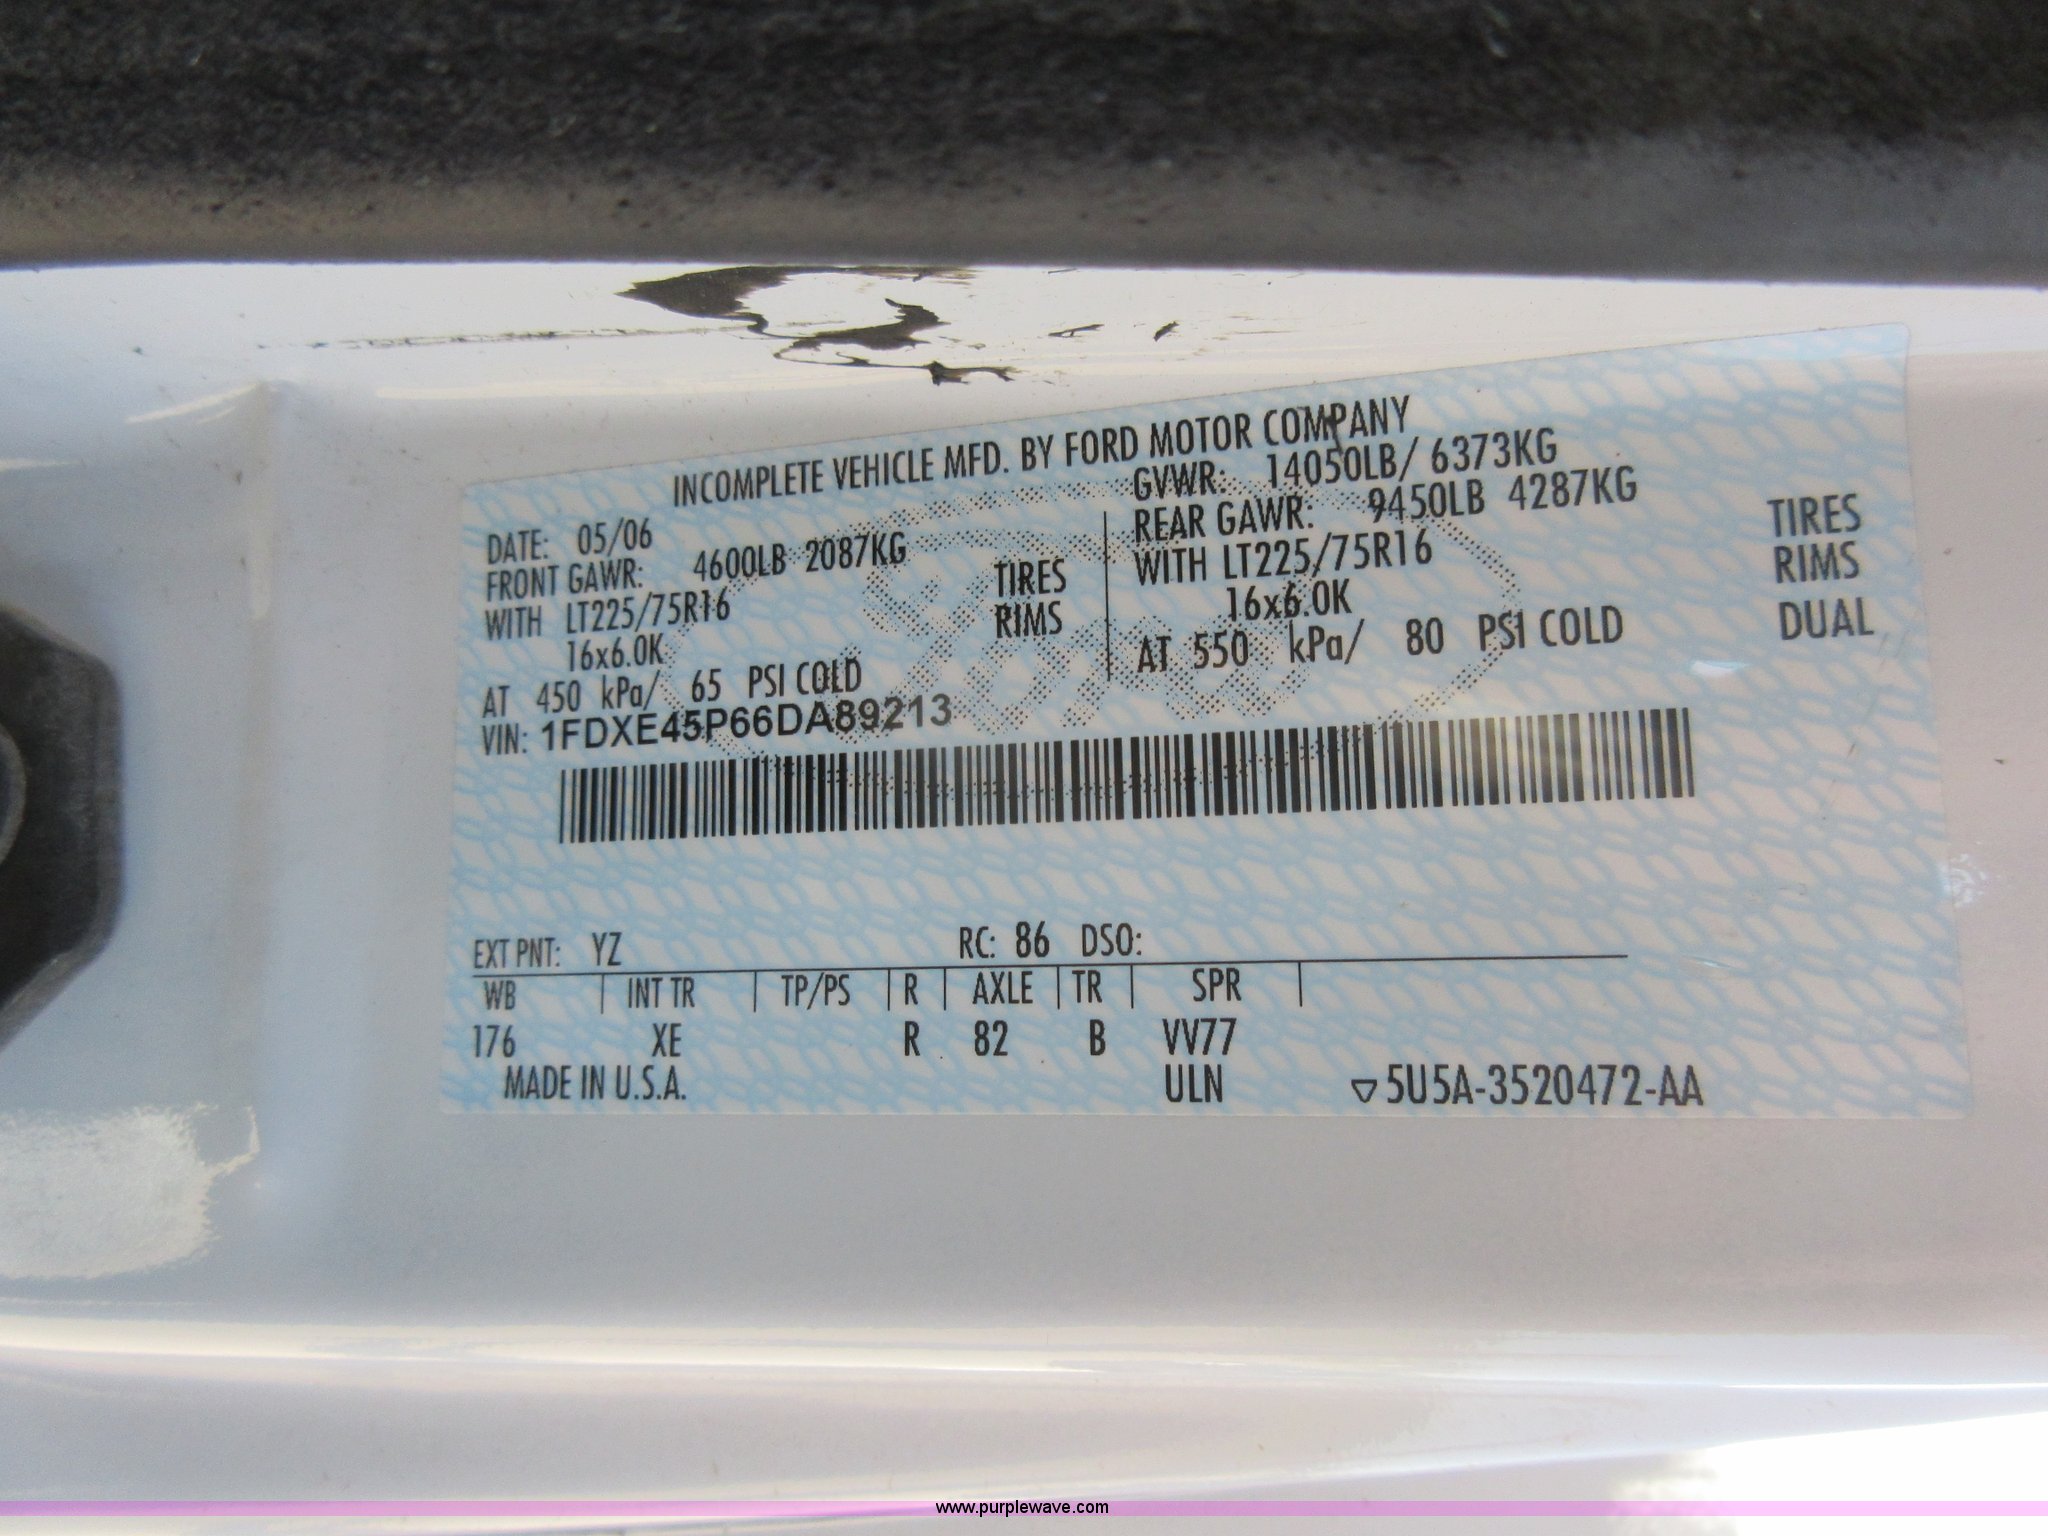 INCOMPLETE VEHICLE MFD. BY FORD MOTOR COMPANY
DATE: 05/06
GVWR: 14050LB/ 6373KG
FRONT GAWR: 4600LB 2087KG
REAR GAWR: 9450LB 4287KG
WITH LT225/75R16 TIRES
WITH LT225/75R16 TIRES
16x6.0K RIMS
16x6.0K RIMS
AT 450 kPa/ 65 PSI COLD
AT 550 kPa/ 80 PSI COLD DUAL
VIN: 1FDXE45P66DA89213
EXT PNT: YZ RC: 86 DSO:
WB INT TR TP/PS R AXLE TR SPR
176 XE R 82 B VV77
MADE IN U.S.A. ULN ▽5U5A-3520472-AA
Ford
www.purplewave.com